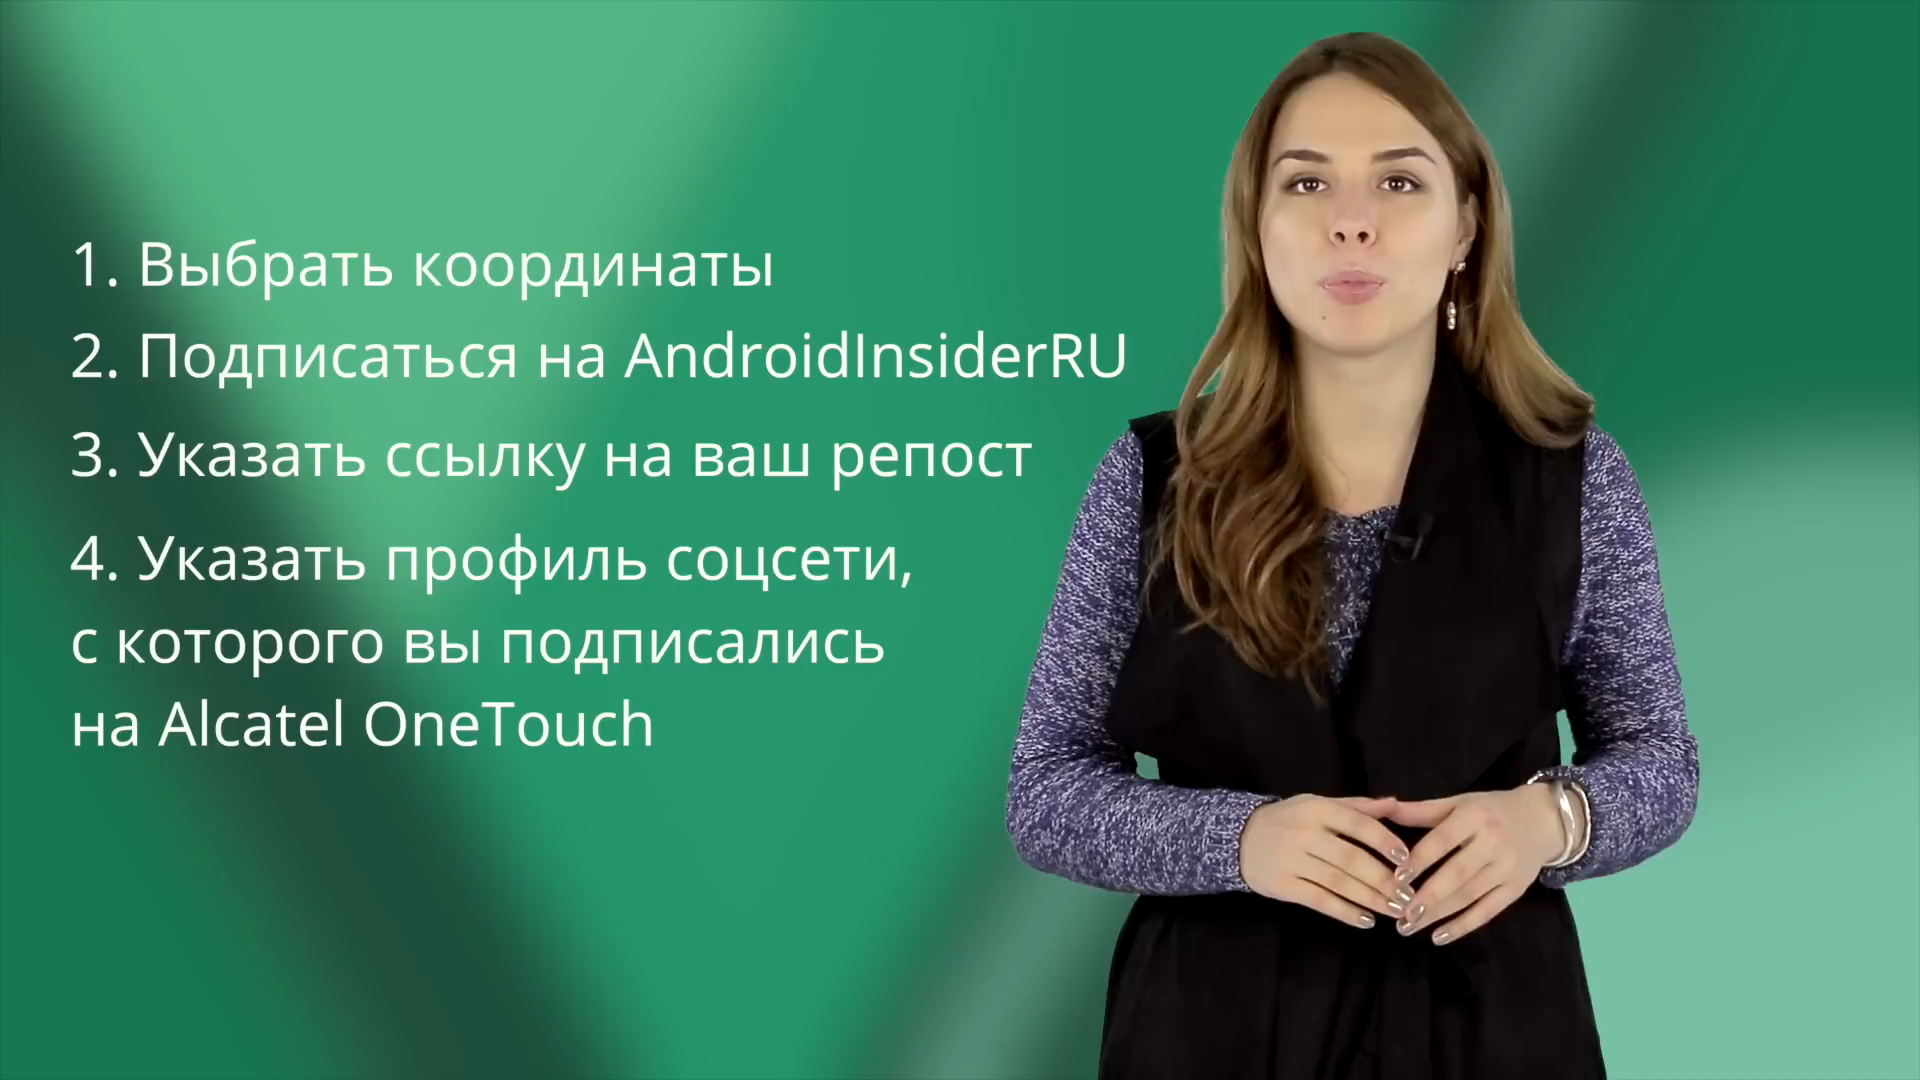 1. Выбрать координаты
2. Подписаться на AndroidInsiderRU
3. Указать ссылку на ваш репост
4. Указать профиль соцсети,
с которого вы подписались
на Alcatel OneTouch